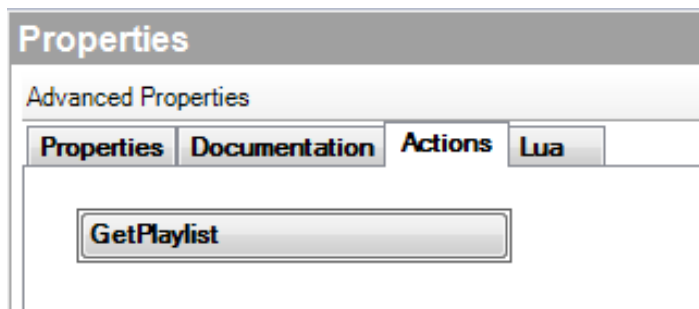 Properties
Advanced Properties
Properties Documentation Actions Lua
GetPlaylist